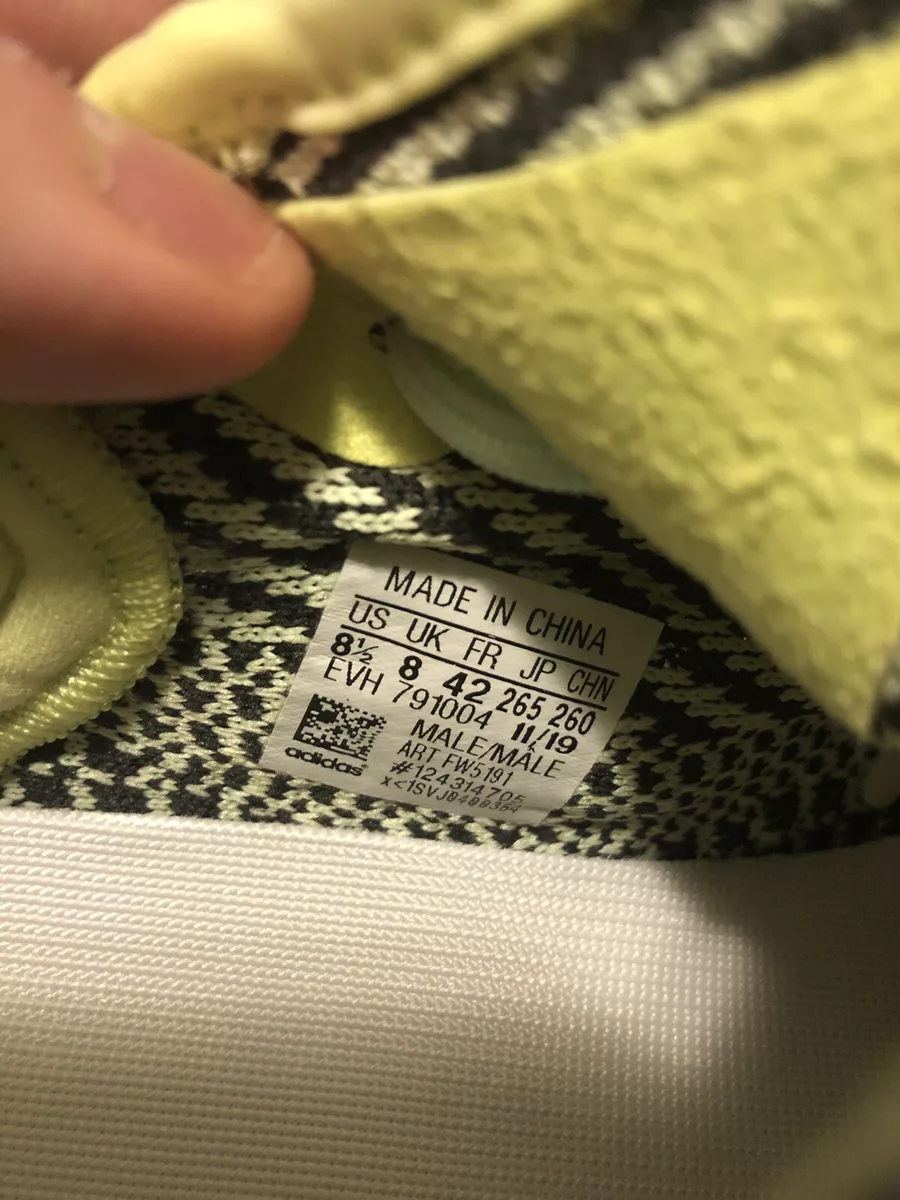 MADE IN CHINA
US UK FR JP CHN
8½ 8 42 265 260
EVH 791004 11/19
MALE/MALE
ART FW5191
#124314705
adidas